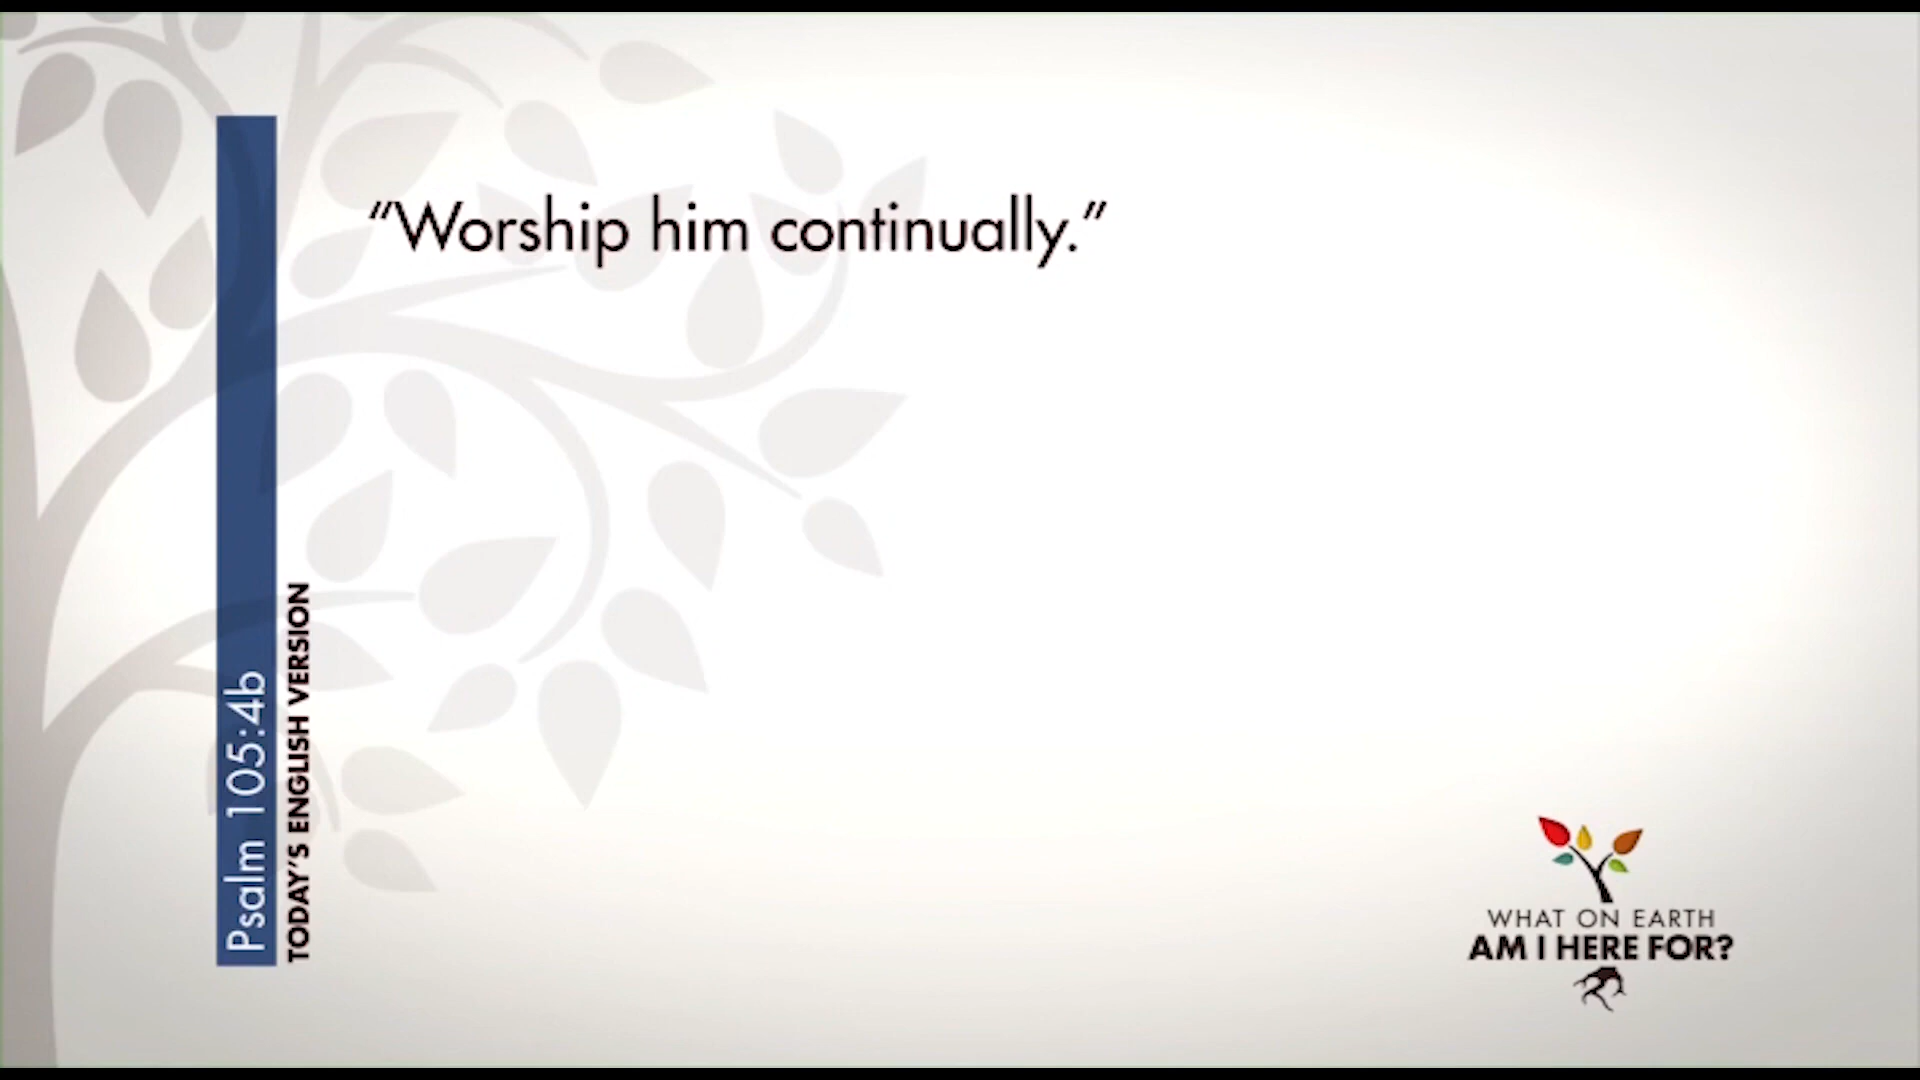 “Worship him continually.”
Psalm 105:4b
TODAY’S ENGLISH VERSION
WHAT ON EARTH
AM I HERE FOR?